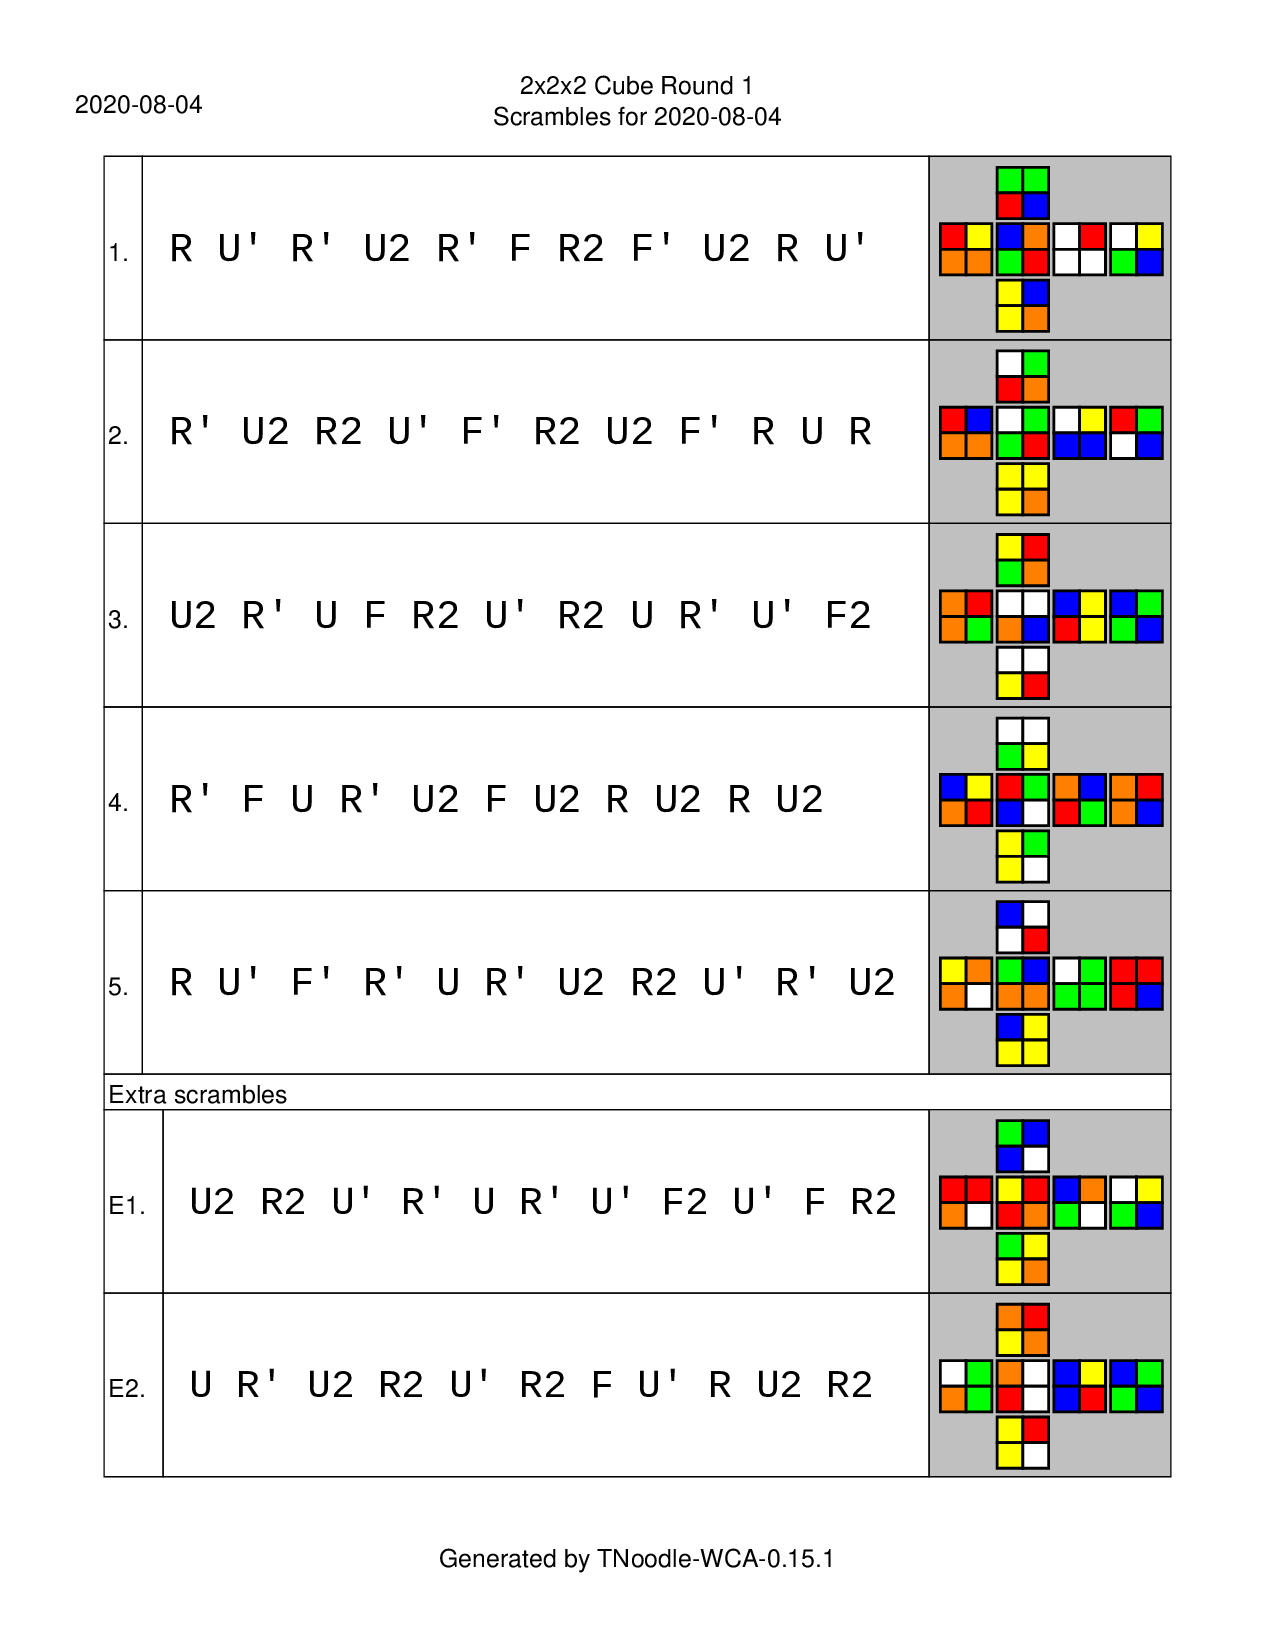 2020-08-04
2x2x2 Cube Round 1
Scrambles for 2020-08-04
1. R U' R' U2 R' F R2 F' U2 R U'
2. R' U2 R2 U' F' R2 U2 F' R U R
3. U2 R' U F R2 U' R2 U R' U' F2
4. R' F U R' U2 F U2 R U2 R U2
5. R U' F' R' U R' U2 R2 U' R' U2
Extra scrambles
E1. U2 R2 U' R' U R' U' F2 U' F R2
E2. U R' U2 R2 U' R2 F U' R U2 R2
Generated by TNoodle-WCA-0.15.1